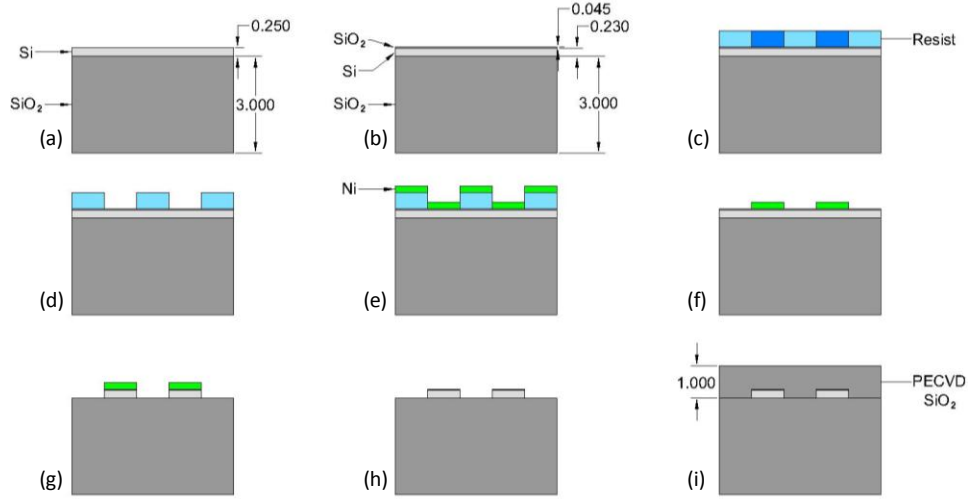 0.250
Si
SiO2
3.000
(a)
0.045
0.230
SiO2
Si
SiO2
3.000
(b)
Resist
(c)
(d)
Ni
(e)
(f)
(g)
(h)
1.000
PECVD
SiO2
(i)